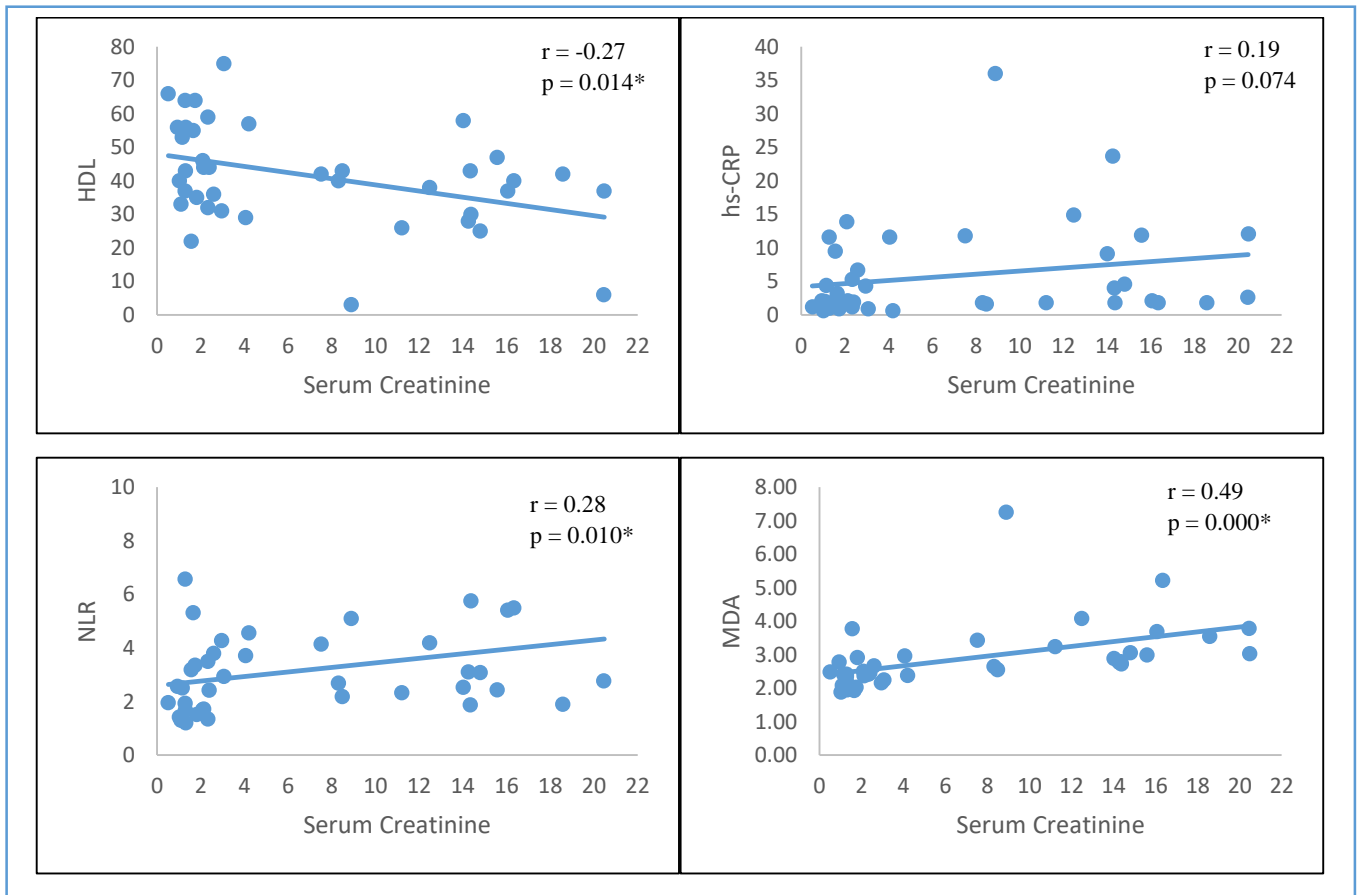 r = -0.27
p = 0.014*
80
70
60
50
40
30
20
10
0
HDL
0 2 4 6 8 10 12 14 16 18 20 22
Serum Creatinine
r = 0.19
p = 0.074
40
35
30
25
20
15
10
5
0
hs-CRP
0 2 4 6 8 10 12 14 16 18 20 22
Serum Creatinine
r = 0.28
p = 0.010*
10
8
6
4
2
0
NLR
0 2 4 6 8 10 12 14 16 18 20 22
Serum Creatinine
r = 0.49
p = 0.000*
8.00
7.00
6.00
5.00
4.00
3.00
2.00
1.00
0.00
MDA
0 2 4 6 8 10 12 14 16 18 20 22
Serum Creatinine